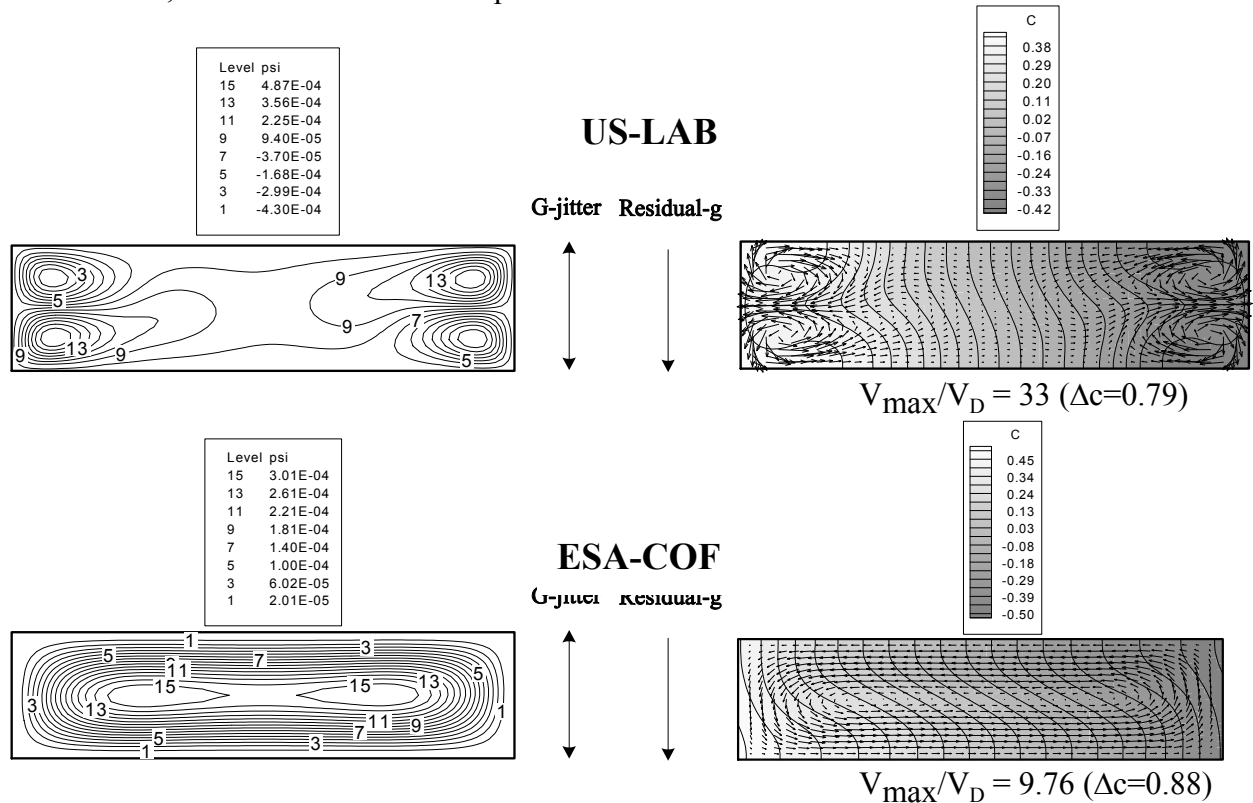 Level psi
15 4.87E-04
13 3.56E-04
11 2.25E-04
9 9.40E-05
7 -3.70E-05
5 -1.68E-04
3 -2.99E-04
1 -4.30E-04
US-LAB
G-jitter Residual-g
C
0.38
0.29
0.20
0.11
0.02
-0.07
-0.16
-0.24
-0.33
-0.42
3 9 13
5
9 7
9 13 9 5
Vmax/VD = 33 (Δc=0.79)
Level psi
15 3.01E-04
13 2.61E-04
11 2.21E-04
9 1.81E-04
7 1.40E-04
5 1.00E-04
3 6.02E-05
1 2.01E-05
ESA-COF
G-jitter Residual-g
C
0.45
0.34
0.24
0.13
0.03
-0.08
-0.18
-0.29
-0.39
-0.50
1 3
5 7
11 5
15 15 13
3 13 1
11 9
5 7
1 3
Vmax/VD = 9.76 (Δc=0.88)